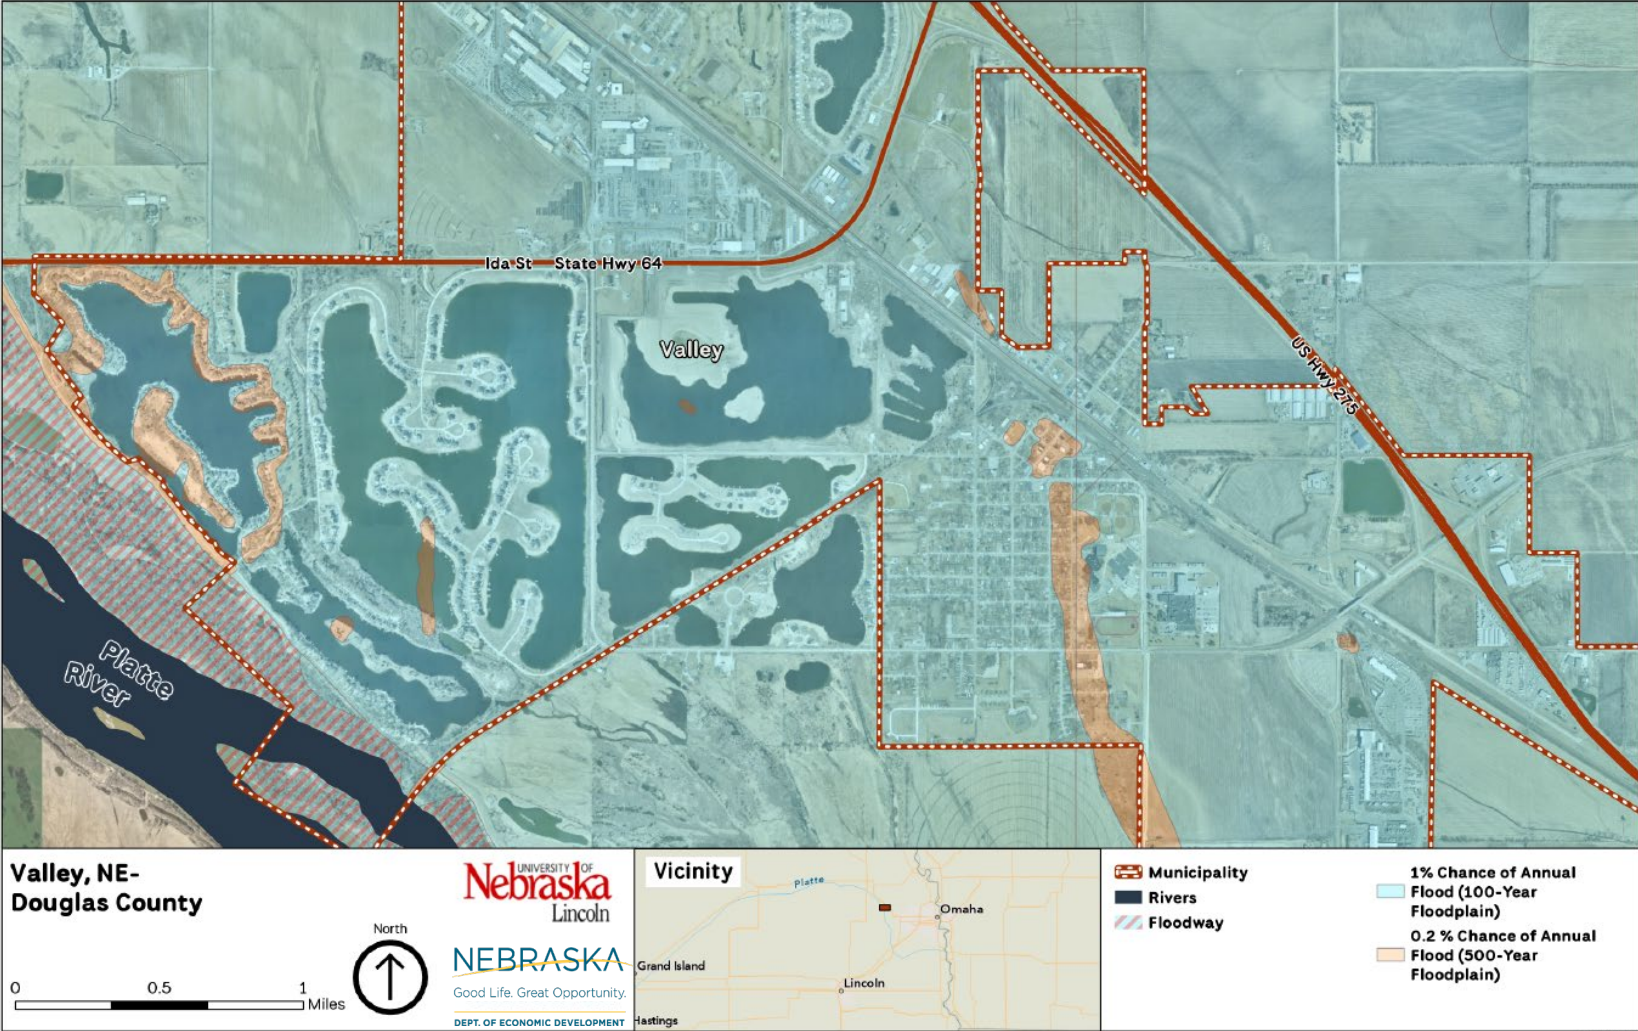 Ida St
State Hwy 64
Valley
US Hwy 275
Platte
River
Valley, NE-
Douglas County
0
0.5
1
Miles
North
UNIVERSITY OF
Nebraska
Lincoln
NEBRASKA
Good Life. Great Opportunity.
DEPT. OF ECONOMIC DEVELOPMENT
Vicinity
Platte
Omaha
Grand Island
Lincoln
Hastings
Municipality
Rivers
Floodway
1% Chance of Annual
Flood (100-Year
Floodplain)
0.2 % Chance of Annual
Flood (500-Year
Floodplain)